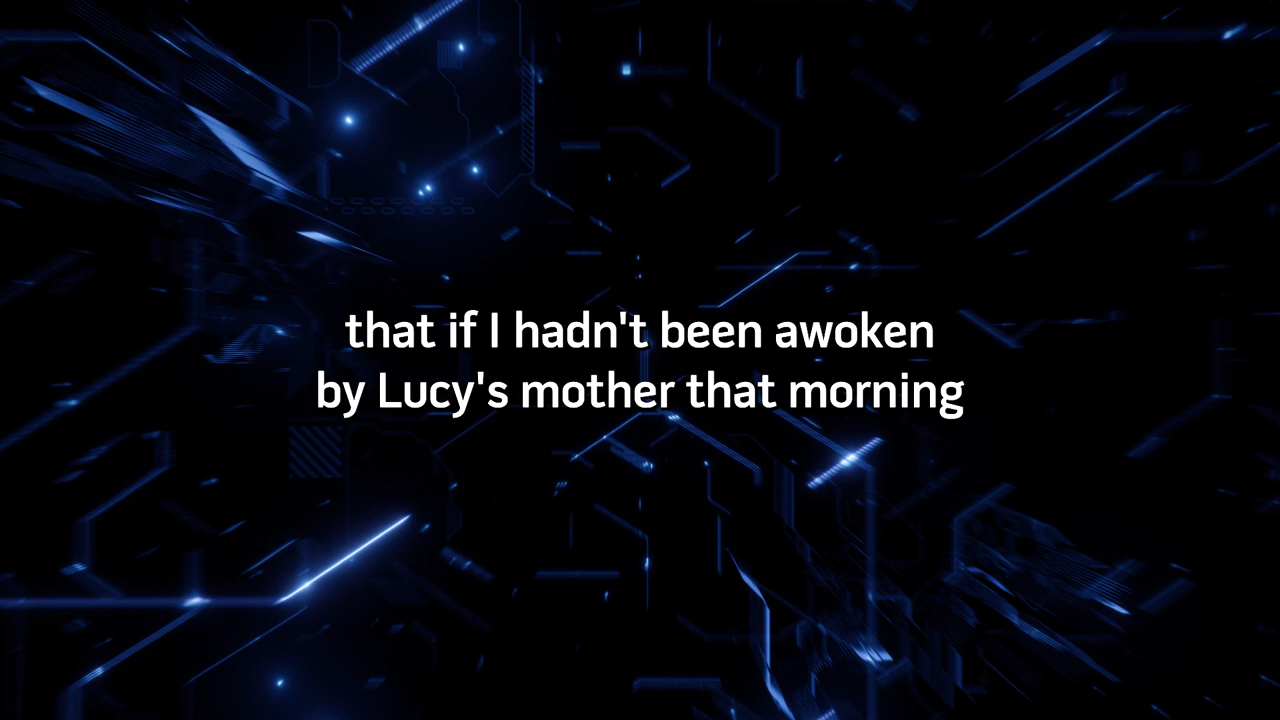 that if I hadn't been awoken
by Lucy's mother that morning